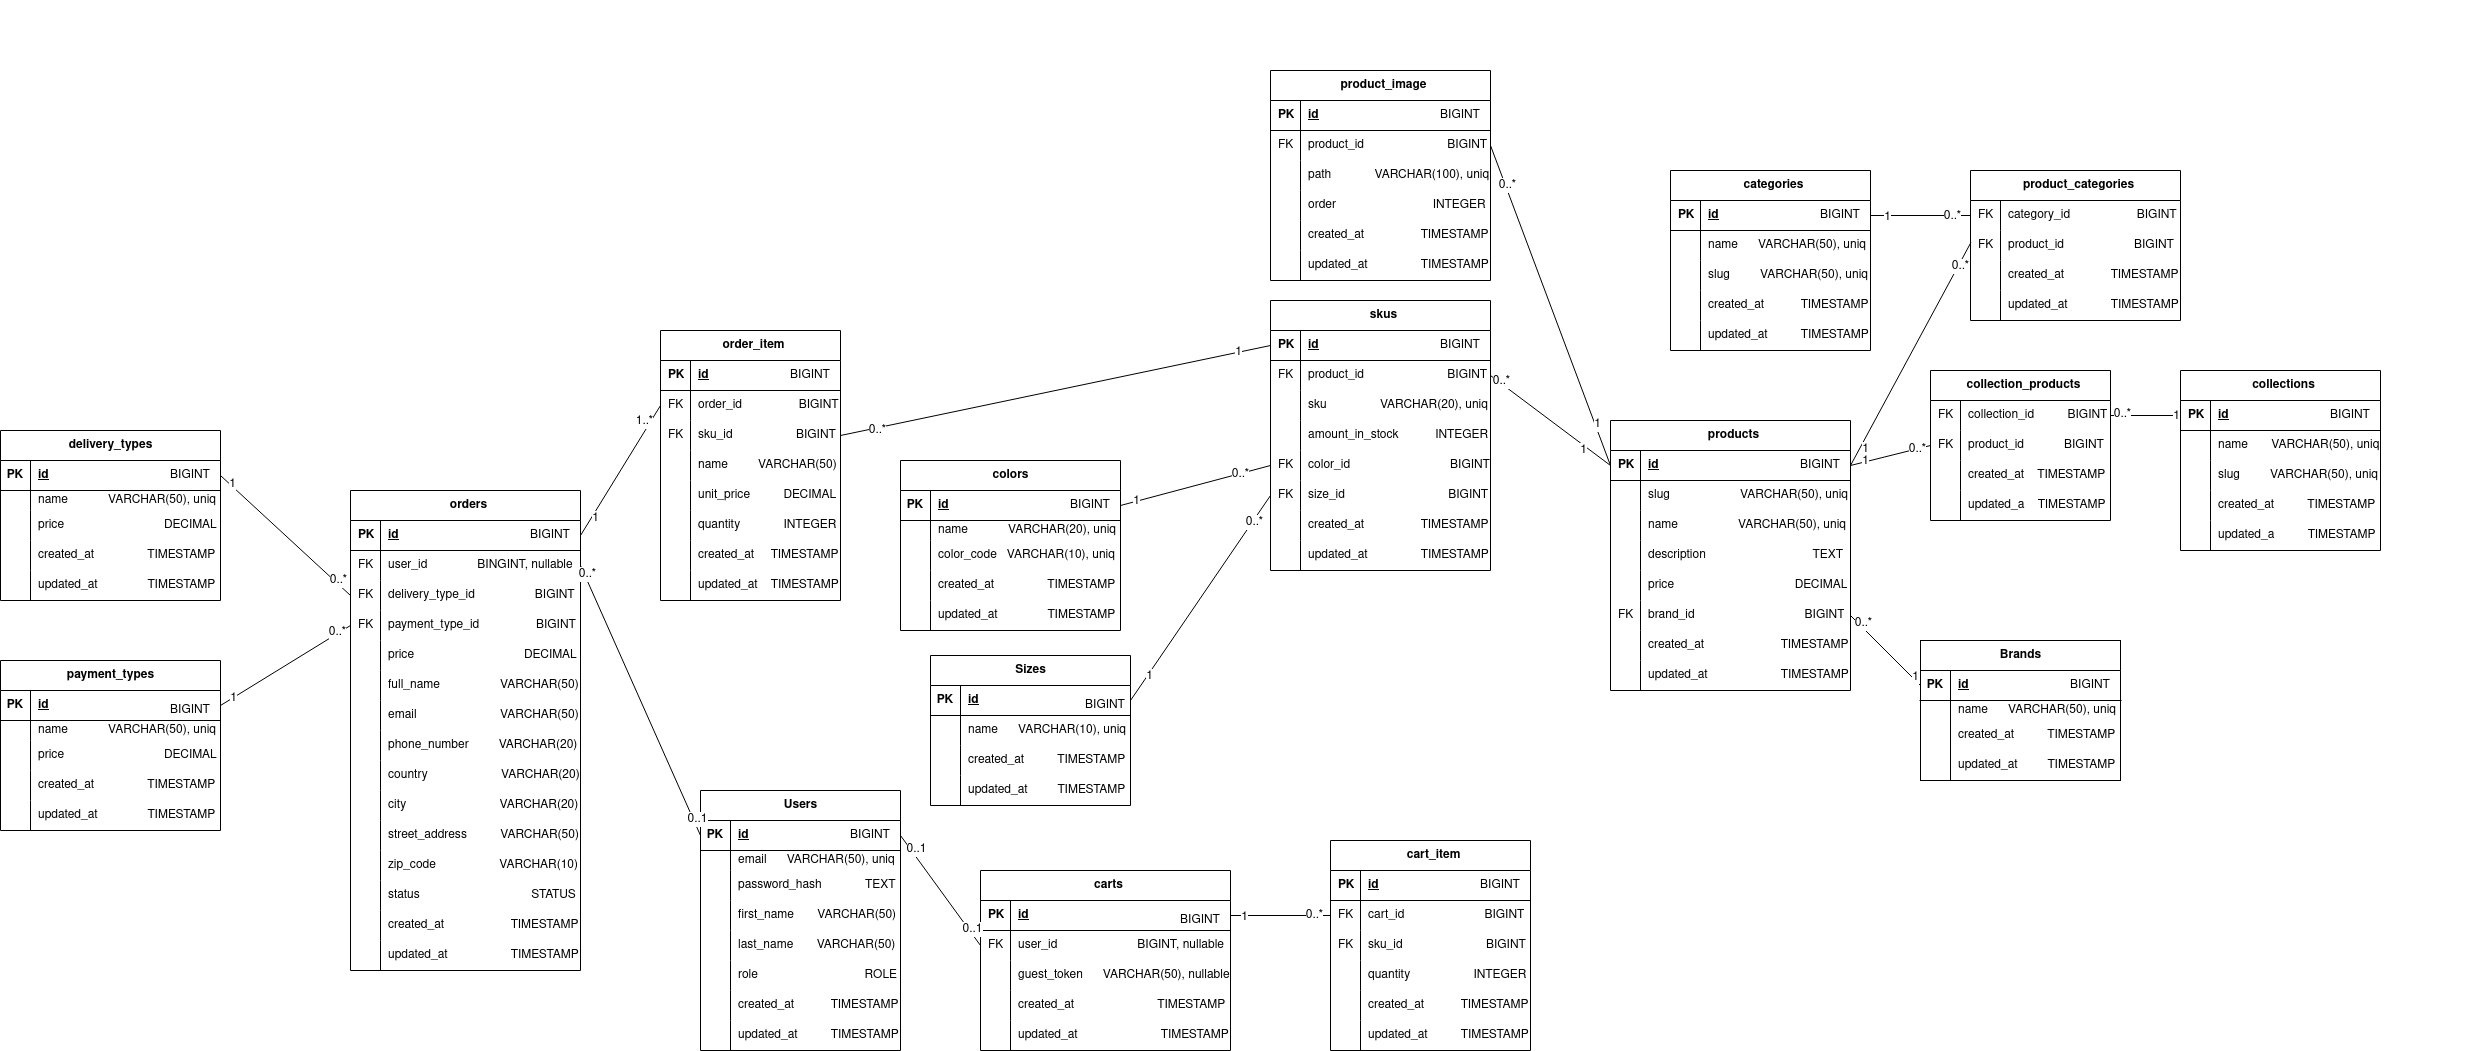 product_image
PK id BIGINT
FK product_id BIGINT
path VARCHAR(100), uniq
order INTEGER
created_at TIMESTAMP
updated_at TIMESTAMP
0..*
1
categories
PK id BIGINT
name VARCHAR(50), uniq
slug VARCHAR(50), uniq
created_at TIMESTAMP
updated_at TIMESTAMP
1
0..*
product_categories
FK category_id BIGINT
FK product_id BIGINT
created_at TIMESTAMP
updated_at TIMESTAMP
0..*
1
skus
PK id BIGINT
FK product_id BIGINT
sku VARCHAR(20), uniq
amount_in_stock INTEGER
FK color_id BIGINT
FK size_id BIGINT
created_at TIMESTAMP
updated_at TIMESTAMP
0..*
1
order_item
PK id BIGINT
FK order_id BIGINT
FK sku_id BIGINT
name VARCHAR(50)
unit_price DECIMAL
quantity INTEGER
created_at TIMESTAMP
updated_at TIMESTAMP
0..*
1
1..*
1
collection_products
FK collection_id BIGINT
FK product_id BIGINT
created_at TIMESTAMP
updated_a TIMESTAMP
0..*
1
0..*
1
collections
PK id BIGINT
name VARCHAR(50), uniq
slug VARCHAR(50), uniq
created_at TIMESTAMP
updated_a TIMESTAMP
products
PK id BIGINT
slug VARCHAR(50), uniq
name VARCHAR(50), uniq
description TEXT
price DECIMAL
FK brand_id BIGINT
created_at TIMESTAMP
updated_at TIMESTAMP
0..*
1
delivery_types
PK id BIGINT
name VARCHAR(50), uniq
price DECIMAL
created_at TIMESTAMP
updated_at TIMESTAMP
1
0..*
colors
PK id BIGINT
name VARCHAR(20), uniq
color_code VARCHAR(10), uniq
created_at TIMESTAMP
updated_at TIMESTAMP
1
0..*
orders
PK id BIGINT
FK user_id BINGINT, nullable
FK delivery_type_id BIGINT
FK payment_type_id BIGINT
price DECIMAL
full_name VARCHAR(50)
email VARCHAR(50)
phone_number VARCHAR(20)
country VARCHAR(20)
city VARCHAR(20)
street_address VARCHAR(50)
zip_code VARCHAR(10)
status STATUS
created_at TIMESTAMP
updated_at TIMESTAMP
0..*
0..1
Brands
PK id BIGINT
name VARCHAR(50), uniq
created_at TIMESTAMP
updated_at TIMESTAMP
Sizes
PK id BIGINT
name VARCHAR(10), uniq
created_at TIMESTAMP
updated_at TIMESTAMP
1
0..*
payment_types
PK id BIGINT
name VARCHAR(50), uniq
price DECIMAL
created_at TIMESTAMP
updated_at TIMESTAMP
1
0..*
Users
PK id BIGINT
email VARCHAR(50), uniq
password_hash TEXT
first_name VARCHAR(50)
last_name VARCHAR(50)
role ROLE
created_at TIMESTAMP
updated_at TIMESTAMP
0..1
0..1
carts
PK id BIGINT
FK user_id BIGINT, nullable
guest_token VARCHAR(50), nullable
created_at TIMESTAMP
updated_at TIMESTAMP
1
0..*
cart_item
PK id BIGINT
FK cart_id BIGINT
FK sku_id BIGINT
quantity INTEGER
created_at TIMESTAMP
updated_at TIMESTAMP